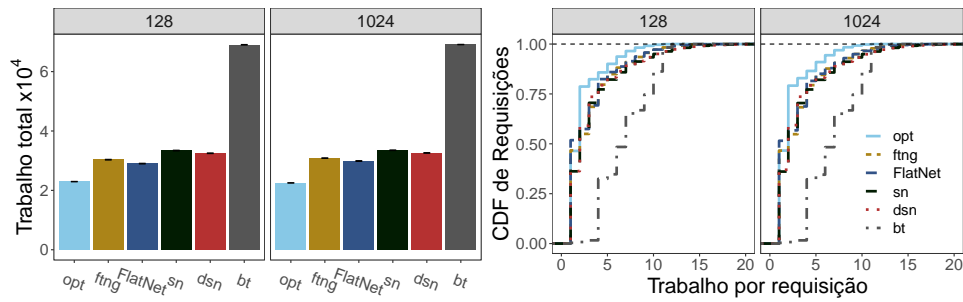 128
1024
Trabalho total x10⁴
6
4
2
0
opt
ftng
FlatNet
sn
dsn
bt
opt
ftng
FlatNet
sn
dsn
bt
128
1024
CDF de Requisições
1.00
0.75
0.50
0.25
0.00
opt
ftng
FlatNet
sn
dsn
bt
0 5 10 15 20
0 5 10 15 20
Trabalho por requisição